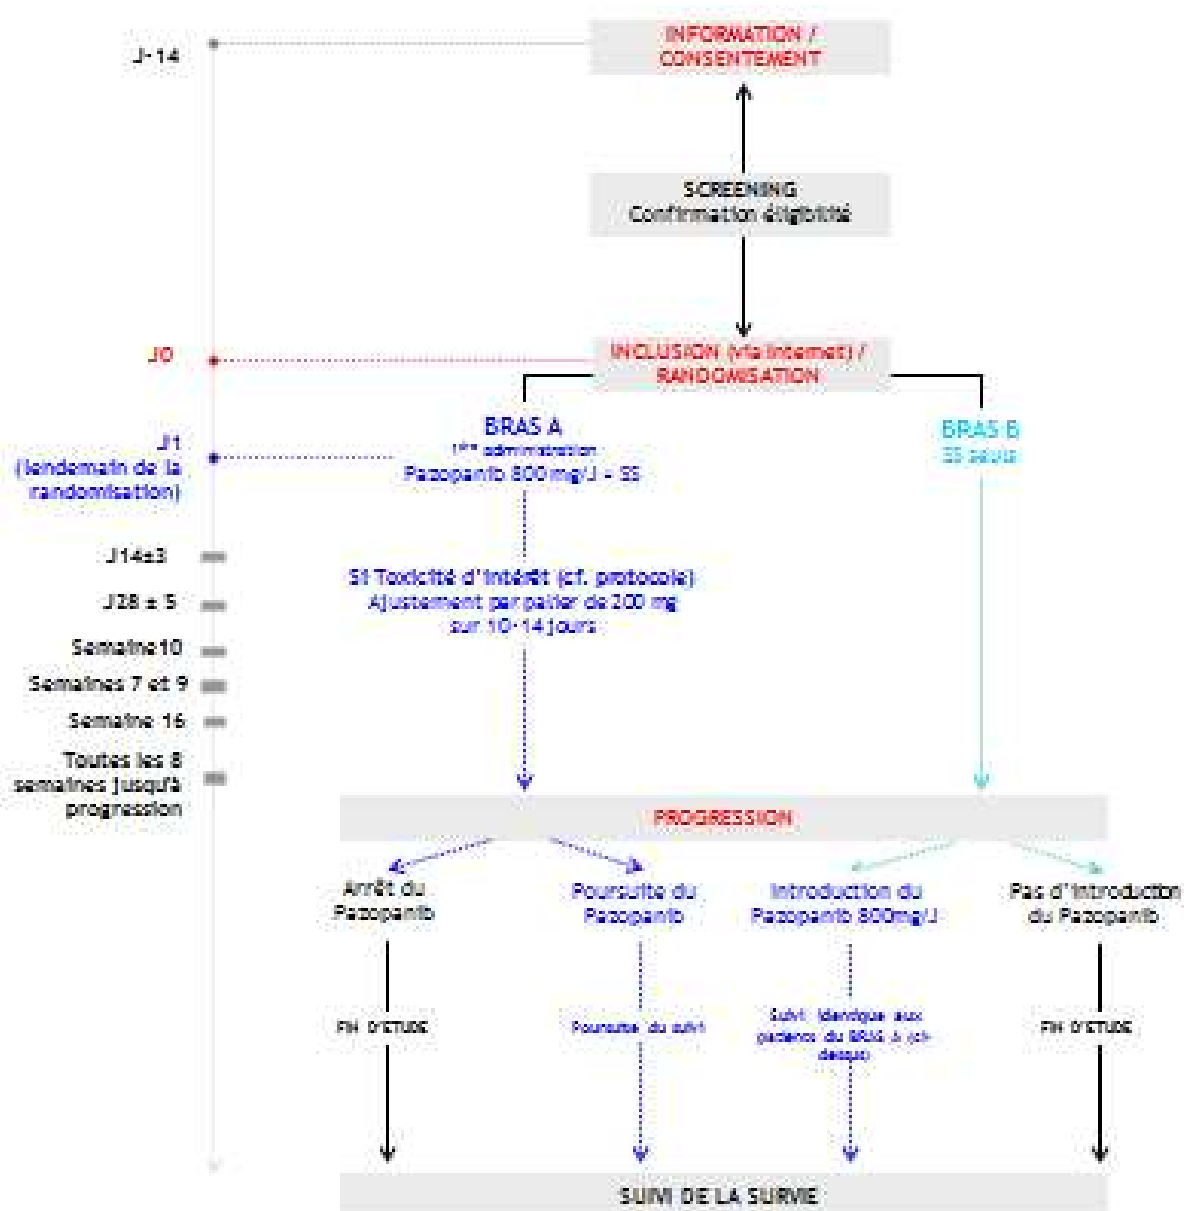 J-14
INFORMATION /
CONSENTEMENT
SCREENING
Confirmation éligibilité
J0
INCLUSION (via internet) /
RANDOMISATION
J1
(lendemain de la
randomisation)
BRAS A
1ère administration
Pazopanib 800mg/J + SS
BRAS B
SS seuls
J14±3
J28 ± 5
Semaine10
Semaines 7 et 9
Semaine 16
Toutes les 8
semaines jusqu'à
progression
Si Toxicité d'intérêt (cf. protocole)
Ajustement par palier de 200 mg
sur 10-14 jours
PROGRESSION
Arrêt du
Pazopanib
Poursuite du
Pazopanib
Introduction du
Pazopanib 800mg/J
Pas d'introduction
du Pazopanib
FIN D'ETUDE
Poursuite du suivi
Suivi identique aux
patients du BRAS A (ci-
dessus)
FIN D'ETUDE
SUIVI DE LA SURVIE